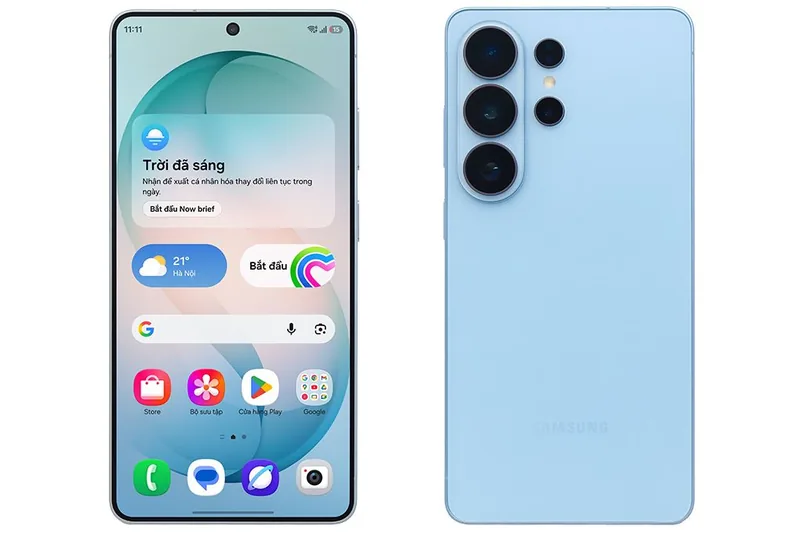 11:11
15
Trời đã sáng
Nhận đề xuất cá nhân hóa thay đổi liên tục trong
ngày.
Bắt đầu Now brief
21°
Hà Nội
Bắt đầu
Store
Bộ sưu tập
Cửa hàng Play
Google
SAMSUNG